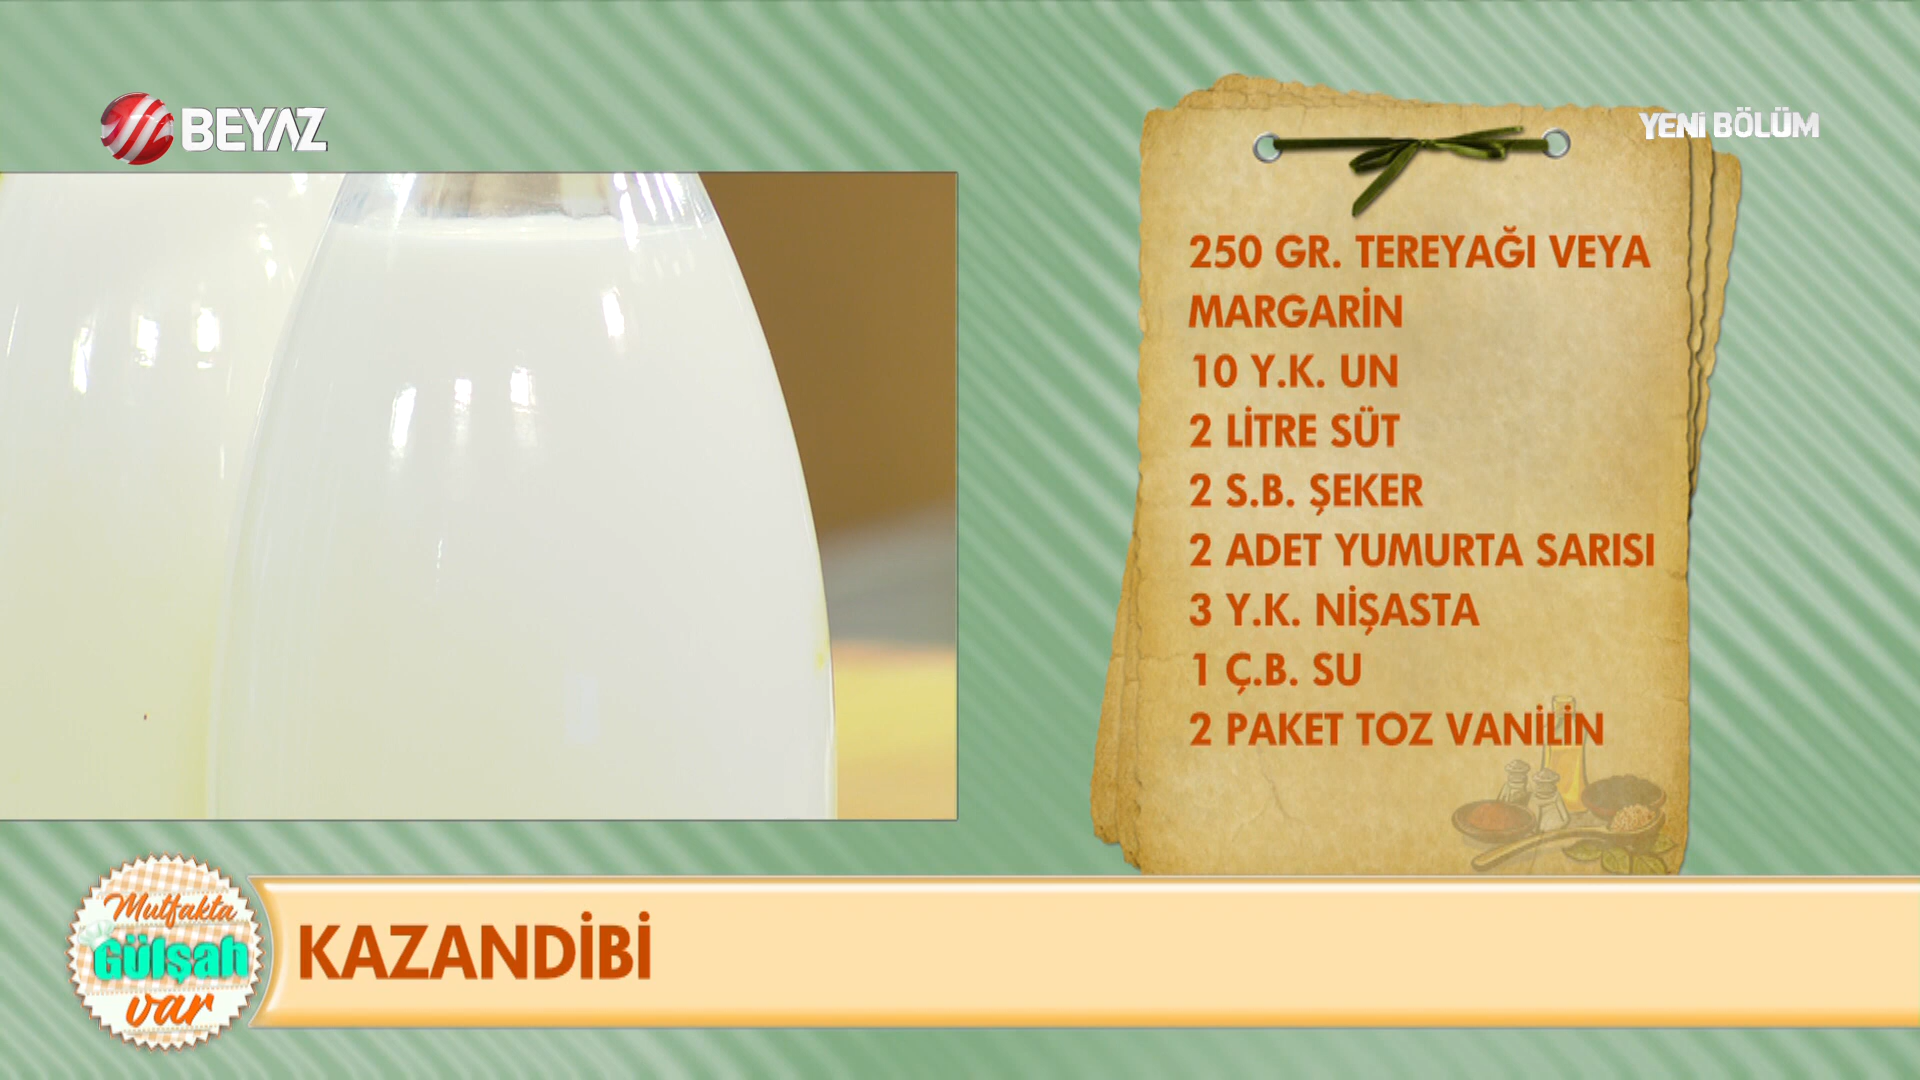 BEYAZ
YENİ BÖLÜM
250 GR. TEREYAĞI VEYA
MARGARİN
10 Y.K. UN
2 LİTRE SÜT
2 S.B. ŞEKER
2 ADET YUMURTA SARISI
3 Y.K. NİŞASTA
1 Ç.B. SU
2 PAKET TOZ VANİLİN
Mutfakta
Gülşah
var
KAZANDİBİ